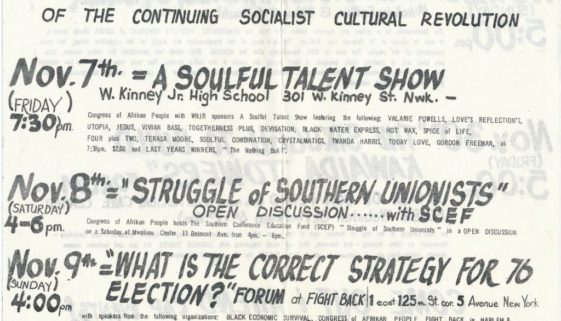 OF THE CONTINUING SOCIALIST CULTURAL REVOLUTION
Nov. 7th. = A SOULFUL TALENT SHOW
(FRIDAY) W. Kinney Jr. High School 301 W. Kinney St. Nwk. –
7:30pm. Congress of Afrikan People with WNJR sponsors A Soulful Talent Show featuring the following: VALARIE POWELLS, LOVE'S REFLECTION'S,
UTOPIA, JEDUS, VIVIAN BASS, TOGETHERNESS PLUS, DEVISATION, BLACK WATER EXPRESS, HOT WAX, SPICE of LIFE,
FOUR plus TWO, TERASA MOORE, SOULFUL COMBINATION, CRYSTALMATICS, TWANDA HARRIS, TODAY LOVE, GORDON FREEMAN, at
7:30pm. $2.00 and LAST YEARS WINNERS, " The Nothing But ".
Nov. 8th = "STRUGGLE of SOUTHERN UNIONISTS"
(SATURDAY) OPEN DISCUSSION ...... with SCEF
4-6pm. Congress of Afrikan People hosts The Southern Conference Education Fund (SCEF) " Struggle of Southern Unionists " in a OPEN DISCUSSION
on a Saturday at Mwalimu Center 13 Belmont Ave. from 4pm. - 6pm.
Nov. 9th = "WHAT IS THE CORRECT STRATEGY FOR 76
(SUNDAY) ELECTION?" FORUM at FIGHT BACK 1 east 125th St. cor. 5 Avenue New York
4:00pm with speakers from the following organizations: BLACK ECONOMIC SURVIVAL, CONGRESS of AFRIKAN PEOPLE, FIGHT BACK in HARLEM